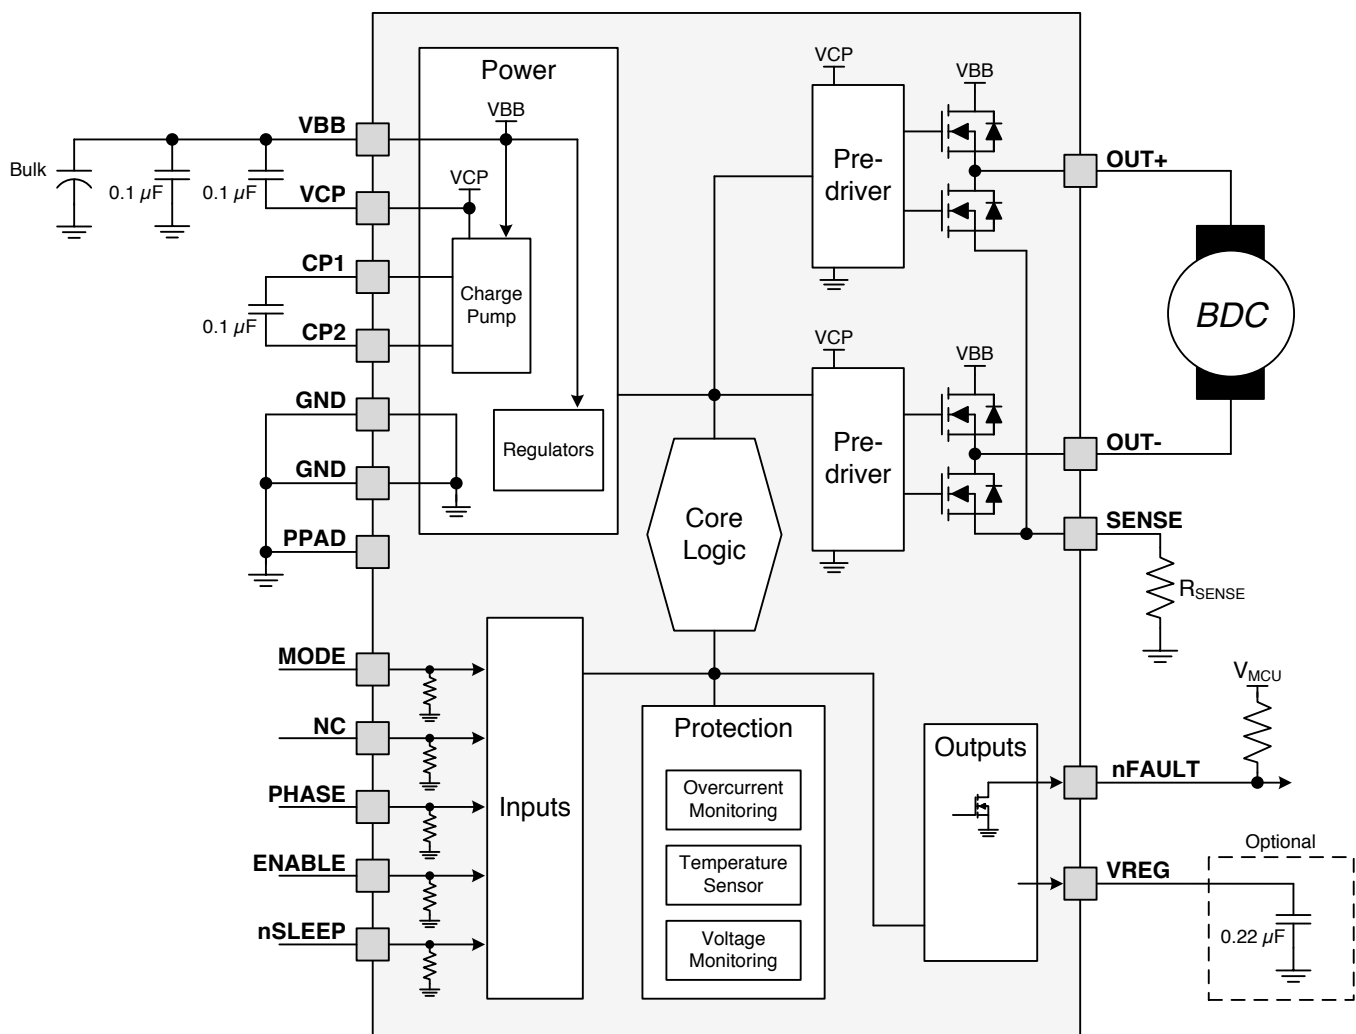 Power
VBB
VCP
VBB
VBB
Bulk
0.1 µF
0.1 µF
VCP
VCP
Pre-
driver
OUT+
CP1
Charge
Pump
0.1 µF
CP2
BDC
VCP
VBB
GND
Regulators
Pre-
driver
OUT-
GND
Core
Logic
SENSE
PPAD
RSENSE
MODE
VMCU
NC
Protection
Outputs
nFAULT
PHASE
Inputs
Overcurrent
Monitoring
Optional
ENABLE
Temperature
Sensor
VREG
nSLEEP
Voltage
Monitoring
0.22 µF